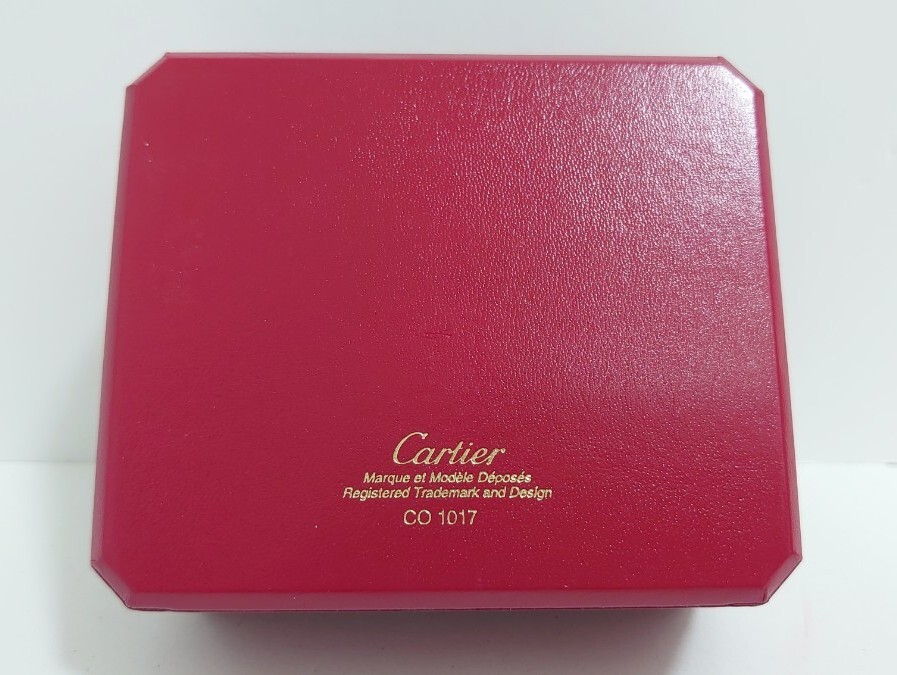 Cartier
Marque et Modèle Déposés
Registered Trademark and Design
CO 1017